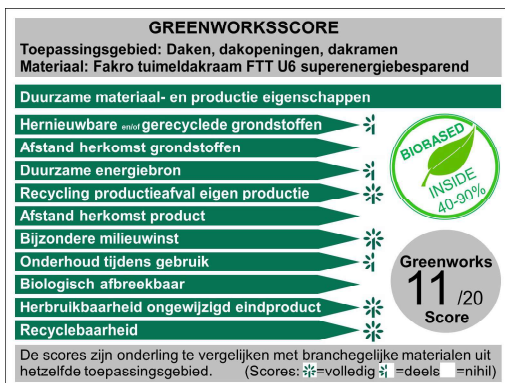 GREENWORKSSCORE
Toepassingsgebied: Daken, dakopeningen, dakramen
Materiaal: Fakro tuimeldakraam FTT U6 superenergiebesparend
Duurzame materiaal- en productie eigenschappen
Hernieuwbare en/of gerecyclede grondstoffen
Afstand herkomst grondstoffen
Duurzame energiebron
Recycling productieafval eigen productie
Afstand herkomst product
Bijzondere milieuwinst
Onderhoud tijdens gebruik
Biologisch afbreekbaar
Herbruikbaarheid ongewijzigd eindproduct
Recyclebaarheid
BIOBASED
INSIDE
40-90%
Greenworks
11 /20
Score
De scores zijn onderling te vergelijken met branchegelijke materialen uit
hetzelfde toepassingsgebied. (Scores: =volledig =deels =nihil)